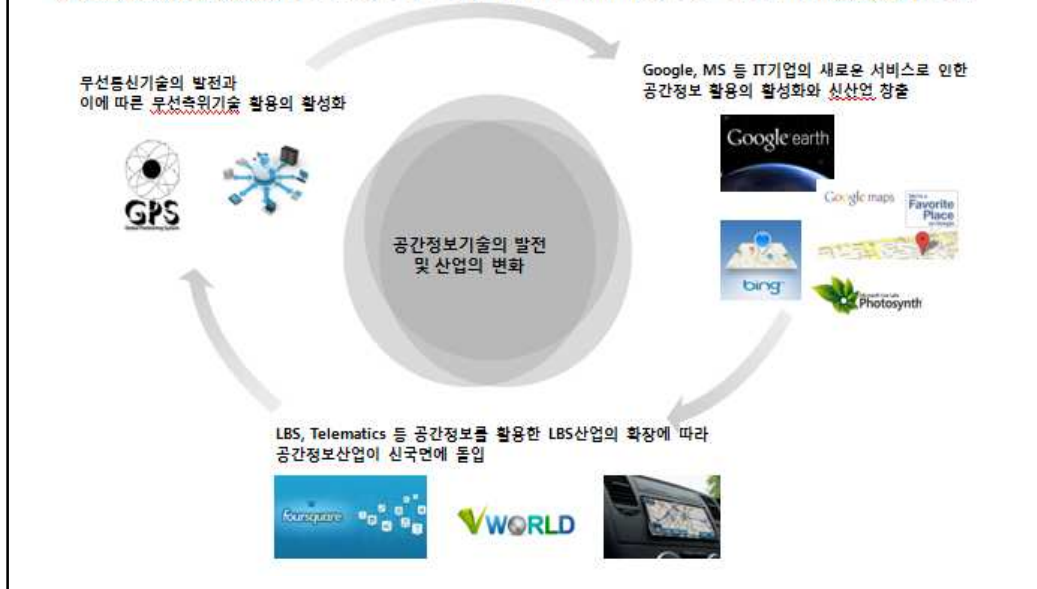 무선통신기술의 발전과
이에 따른 무선측위기술 활용의 활성화
Google, MS 등 IT기업의 새로운 서비스로 인한
공간정보 활용의 활성화와 신산업 창출
GPS
Global Positioning System
Google earth
Google maps
Favorite
Place
on Google
bing
Photosynth
공간정보기술의 발전
및 산업의 변화
LBS, Telematics 등 공간정보를 활용한 LBS산업의 확장에 따라
공간정보산업이 신국면에 돌입
foursquare
VWORLD